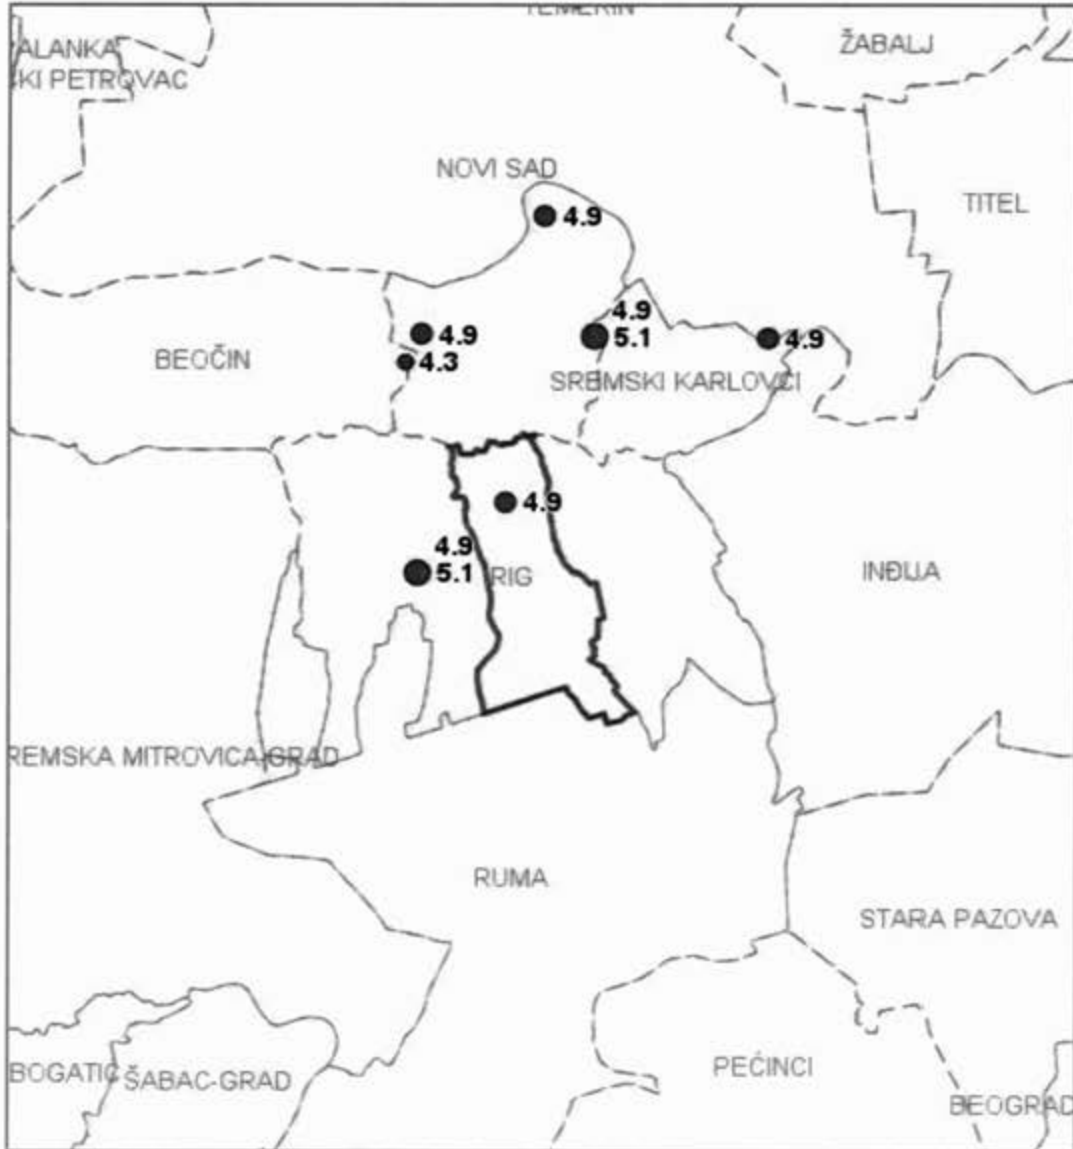 TEMERIN
ALANKA
ŽABALJ
KI PETROVAC
NOVI SAD
TITEL
4.9
4.9
4.9
5.1
4.9
BEOČIN
4.3
SREMSKI KARLOVCI
4.9
4.9
5.1
RIG
INĐIJA
REMSKA MITROVICA-GRAD
RUMA
STARA PAZOVA
PEĆINCI
BOGATIĆ
ŠABAC-GRAD
BEOGRAD